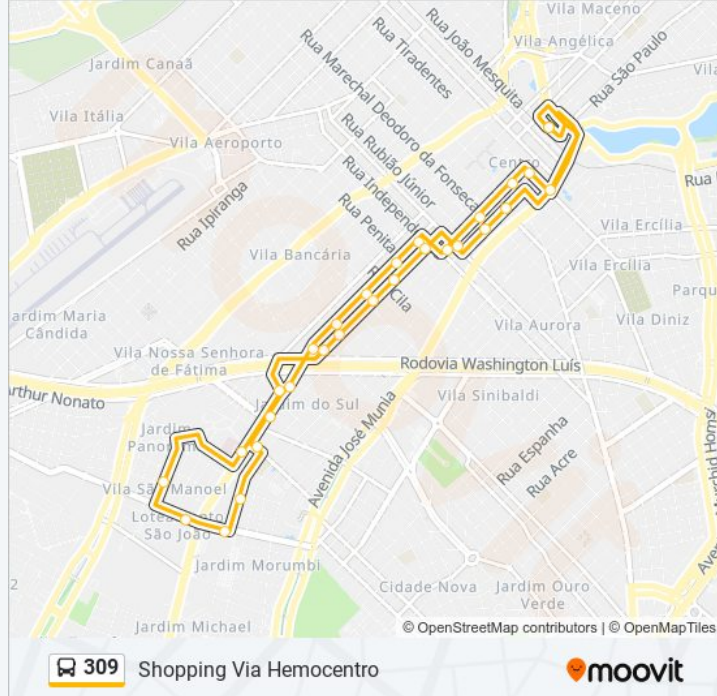 Vila Maceno
Vila Angélica
Rua João Mesquita
Rua Tiradentes
Rua São Paulo
Jardim Canaã
Rua Marechal Deodoro da Fonseca
Vila Itália
Vila Aeroporto
Rua Rubião Júnior
Centro
Rua Independ
Rua Ipiranga
Rua Penita
Vila Ercília
Vila Bancária
Vila Ercília
Cila
Parqu
ardim Maria
Cândida
Vila Aurora
Vila Diniz
Vila Nossa Senhora
de Fátima
Rodovia Washington Luís
Arthur Nonato
Jardim do Sul
Vila Sinibaldi
Jardim
Panor
Avenida José Munia
Rua Espanha
Rua Acre
Vila São Manoel
Lote
São João
Jardim Morumbi
2
Cidade Nova
Jardim Ouro
Verde
Jardim Michael
© OpenStreetMap contributors | © OpenMapTiles
309 Shopping Via Hemocentro
moovit